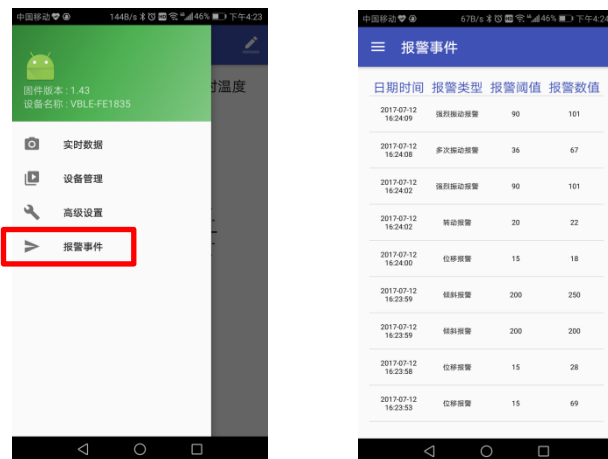 中国移动 144B/s 46% 下午4:23
时温度
固件版本 : 1.43
设备名称 : VBLE-FE1835
实时数据
设备管理
高级设置
报警事件
中国移动 67B/s 46% 下午4:24
报警事件
日期时间 报警类型 报警阈值 报警数值
2017-07-12
16:24:09 强烈振动报警 90 101
2017-07-12
16:24:08 多次振动报警 36 67
2017-07-12
16:24:02 强烈振动报警 90 101
2017-07-12
16:24:02 转动报警 20 22
2017-07-12
16:24:00 位移报警 15 18
2017-07-12
16:23:59 倾斜报警 200 250
2017-07-12
16:23:59 倾斜报警 200 200
2017-07-12
16:23:58 位移报警 15 28
2017-07-12
16:23:53 位移报警 15 69